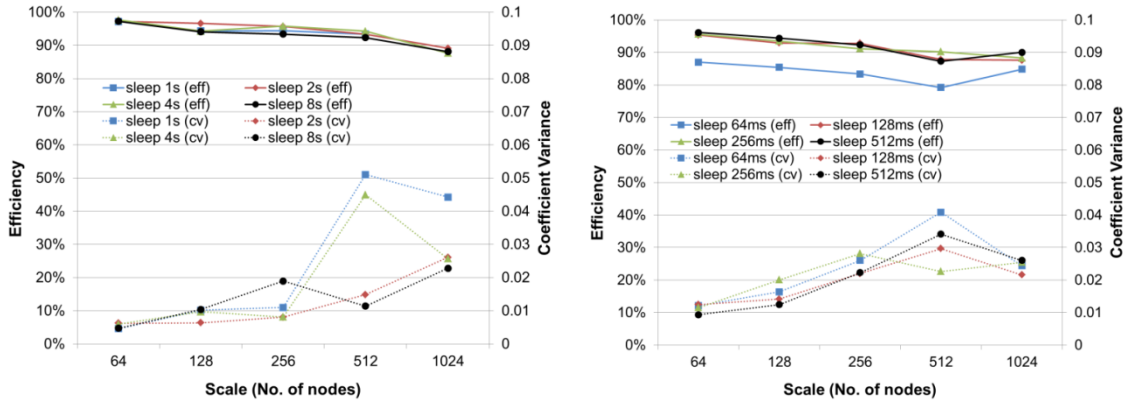 100%
90%
80%
70%
60%
50%
40%
30%
20%
10%
0%
Efficiency
sleep 1s (eff)
sleep 2s (eff)
sleep 4s (eff)
sleep 8s (eff)
sleep 1s (cv)
sleep 2s (cv)
sleep 4s (cv)
sleep 8s (cv)
0.1
0.09
0.08
0.07
0.06
0.05
0.04
0.03
0.02
0.01
0
Coefficient Variance
64 128 256 512 1024
Scale (No. of nodes)
100%
90%
80%
70%
60%
50%
40%
30%
20%
10%
0%
Efficiency
sleep 64ms (eff)
sleep 128ms (eff)
sleep 256ms (eff)
sleep 512ms (eff)
sleep 64ms (cv)
sleep 128ms (cv)
sleep 256ms (cv)
sleep 512ms (cv)
0.1
0.09
0.08
0.07
0.06
0.05
0.04
0.03
0.02
0.01
0
Coefficient Variance
64 128 256 512 1024
Scale (No. of nodes)